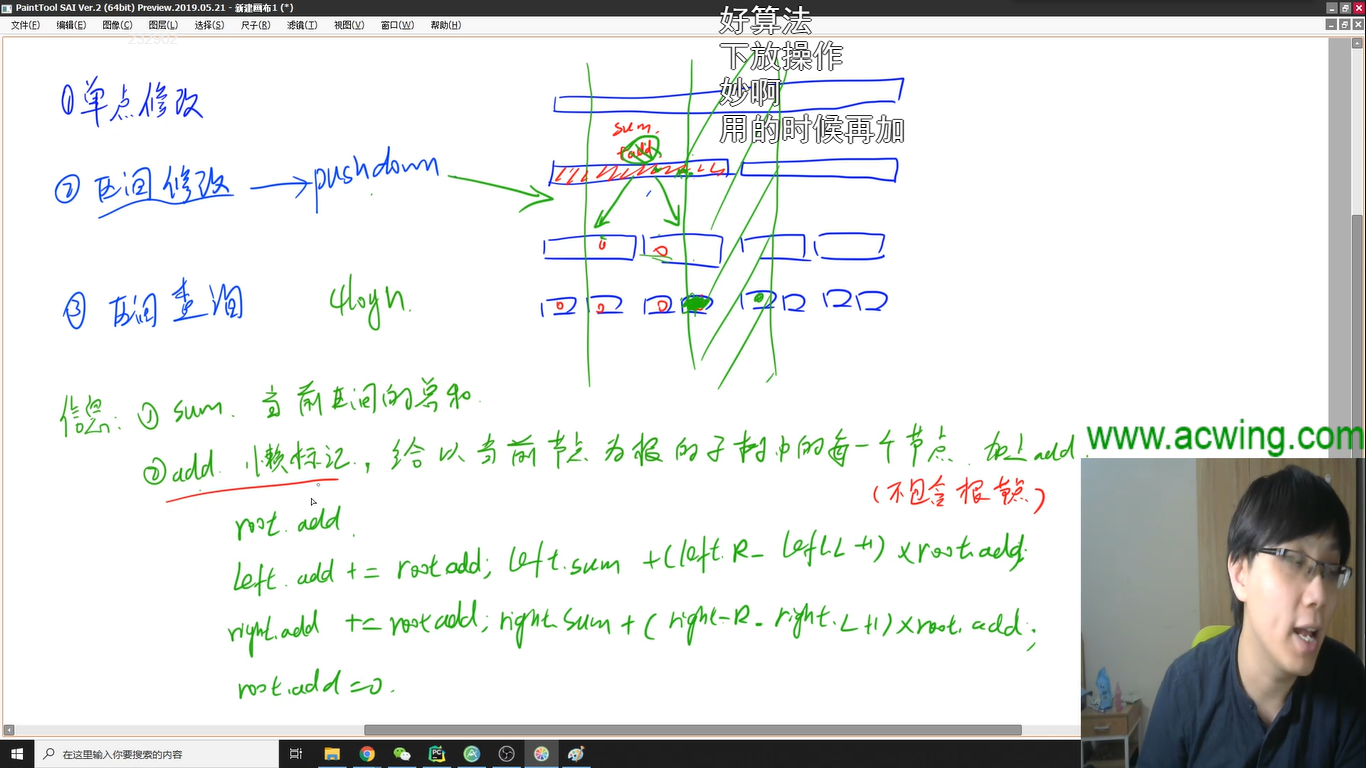 PaintTool SAI Ver.2 (64bit) Preview.2019.05.21 - 新建画布1 (*)
文件(F) 编辑(E) 图像(C) 图层(L) 选择(S) 尺子(R) 滤镜(T) 视图(V) 窗口(W) 帮助(H)
好算法
下放操作
妙啊
用的时候再加
①单点修改
②区间修改 → pushdown
③区间查询 4logn.
sum.
+add
信息: ① sum. 当前区间的总和.
②add. 懒标记, 给以当前节点为根的子树中的每一个节点 加上add.
(不包含根节点)
root.add.
left.add += root.add; left.sum +(left.R - left.L+1)×root.add;
right.add += root.add; right.sum + ( right-R - right.L+1)×root.add;
root.add=0.
www.acwing.com
在这里输入你要搜索的内容